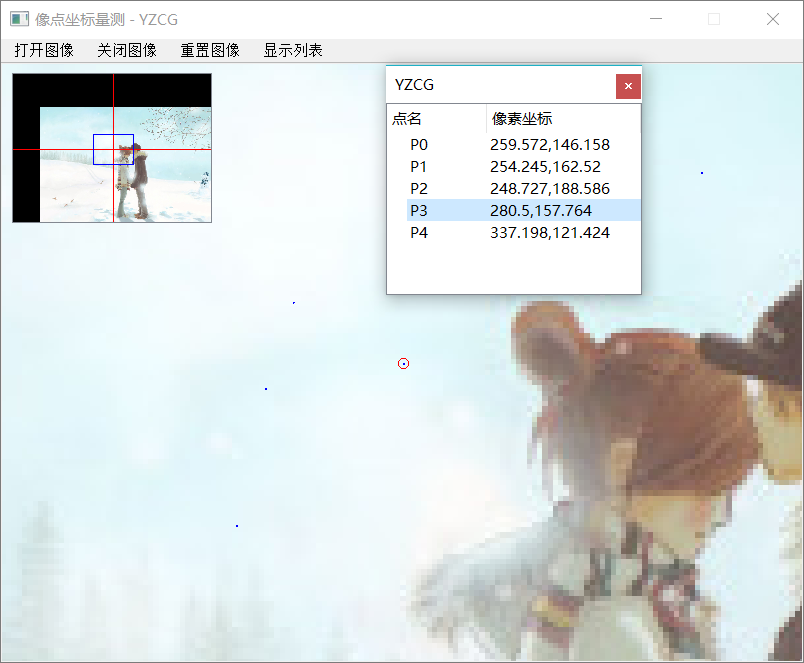 像点坐标量测 - YZCG
打开图像 关闭图像 重置图像 显示列表
YZCG
点名 像素坐标
P0 259.572,146.158
P1 254.245,162.52
P2 248.727,188.586
P3 280.5,157.764
P4 337.198,121.424